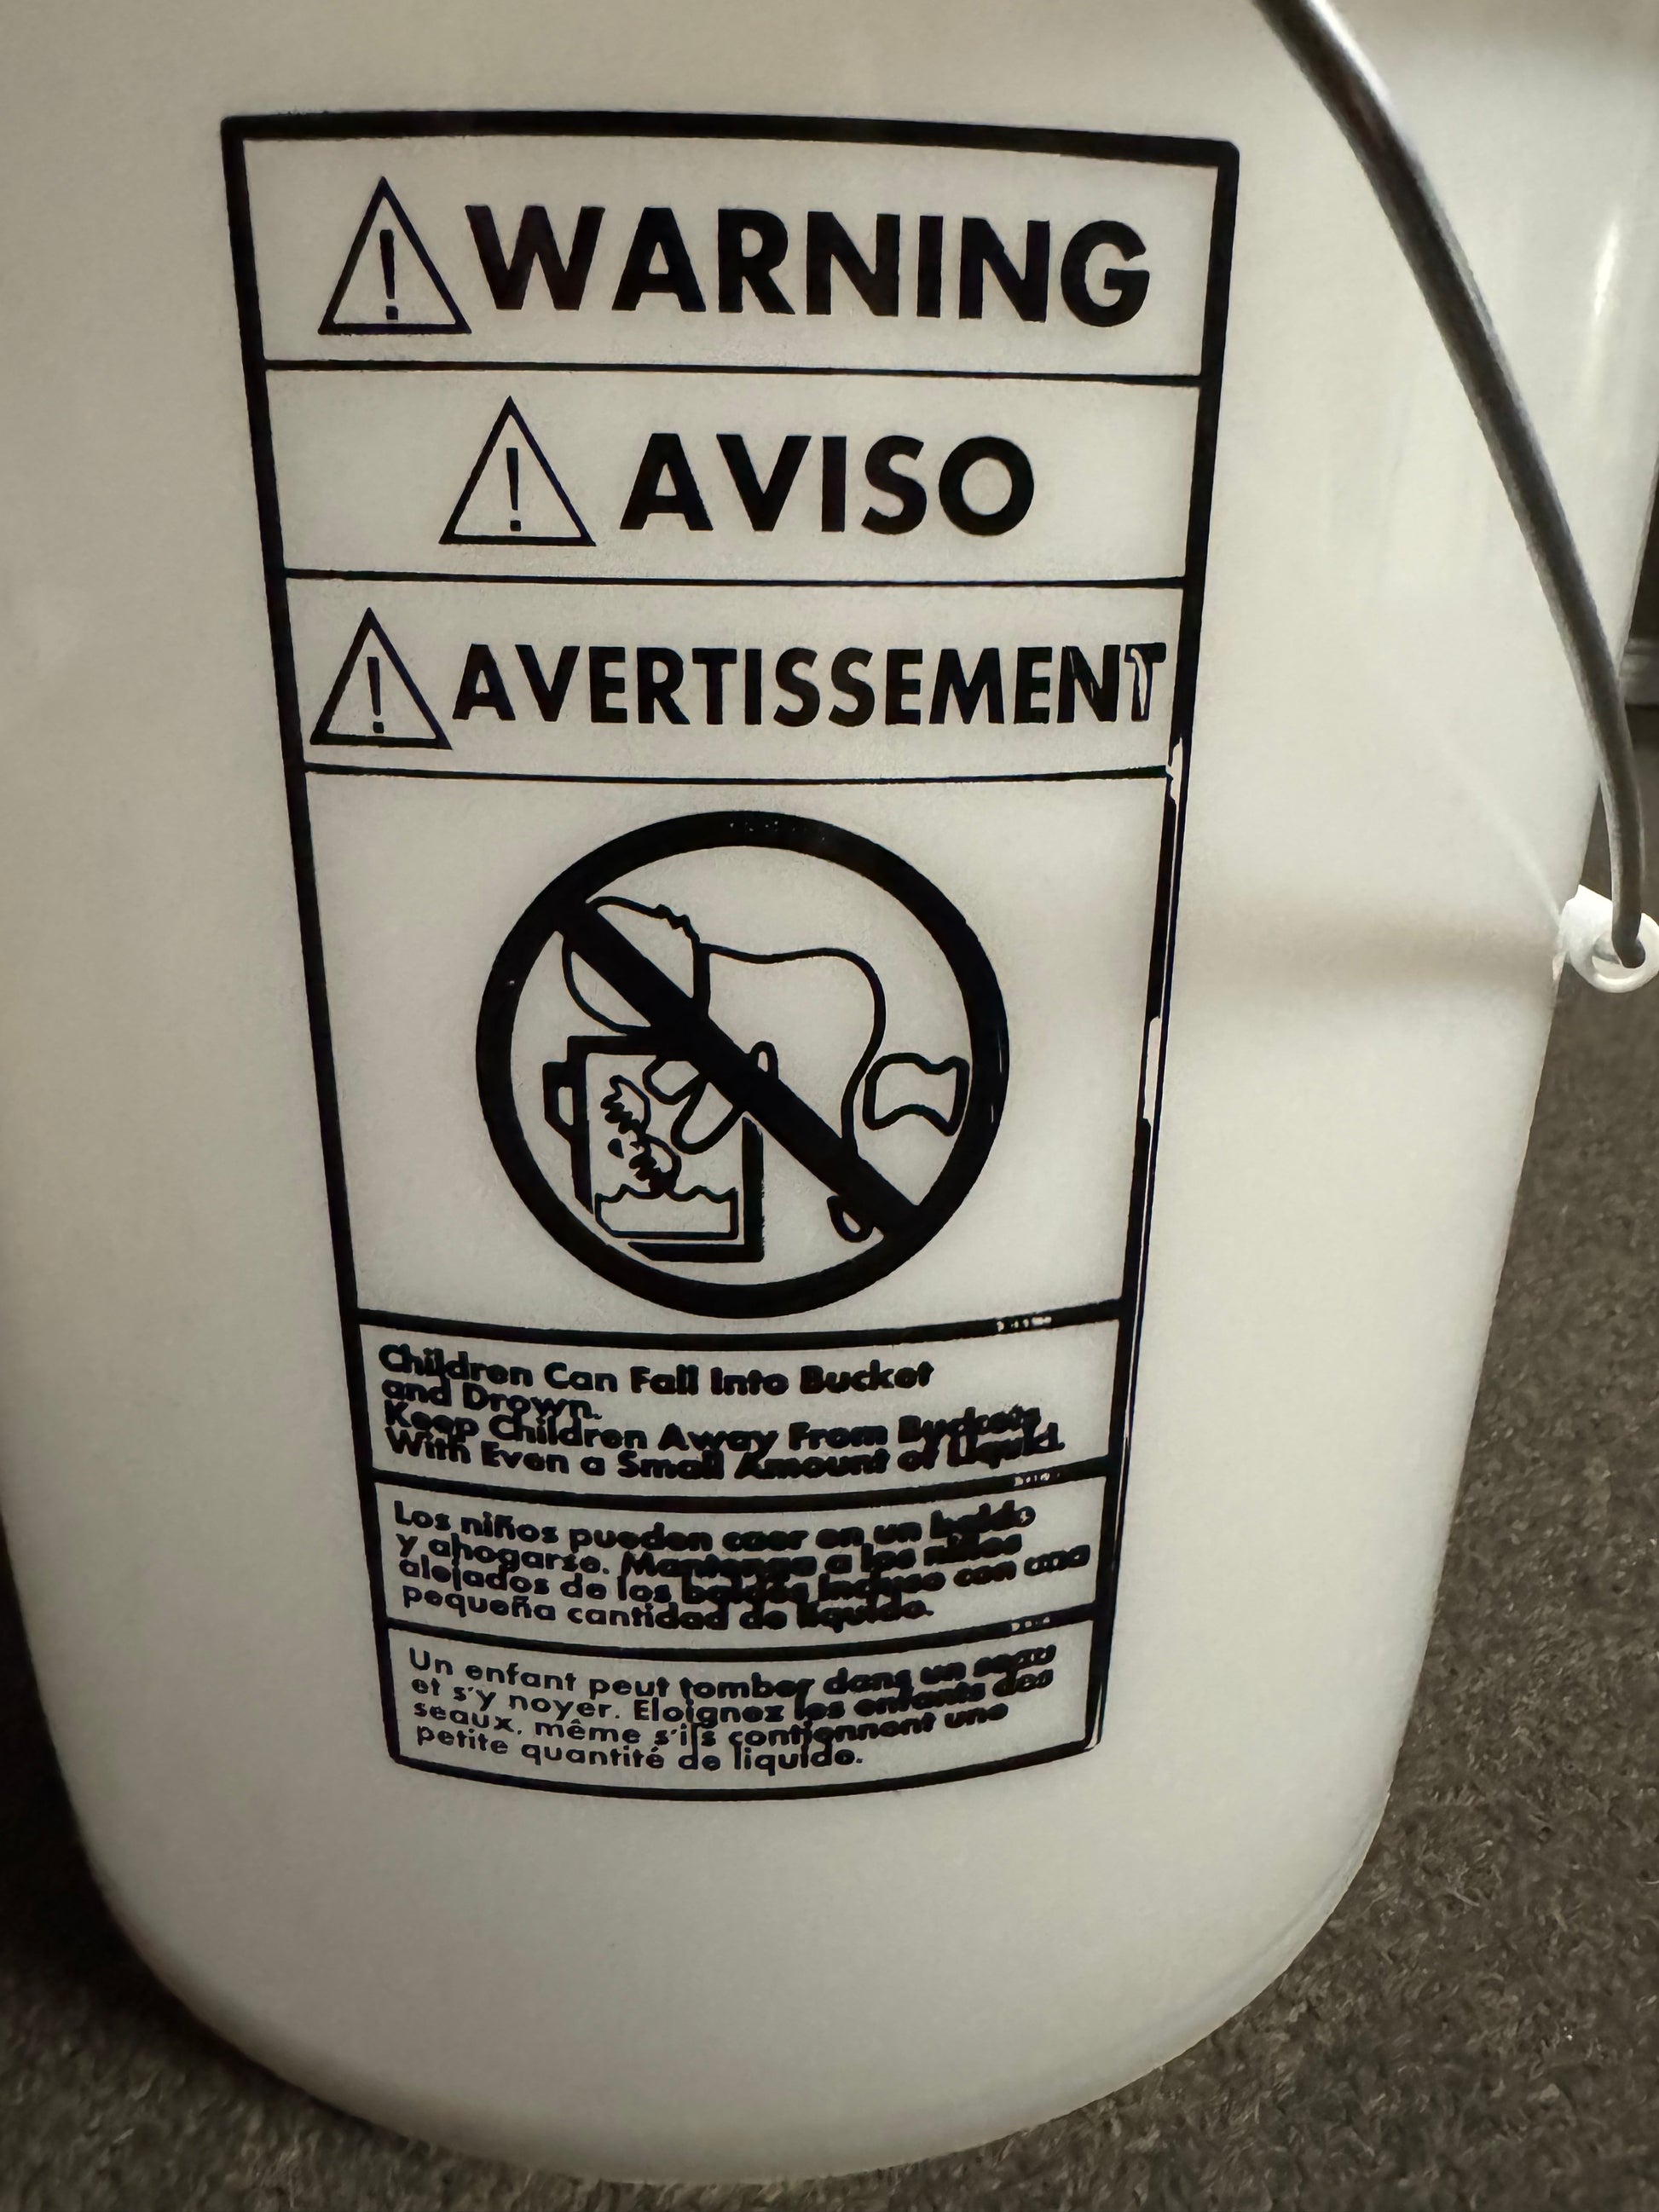 WARNING
AVISO
AVERTISSEMENT
Children Can Fall Into Bucket
and Drown.
Keep Children Away From Buckets
With Even a Small Amount of Liquid.
Los niños pueden caer en un balde
y ahogarse. Mantenga a los niños
alejados de los baldes incluso con una
pequeña cantidad de liquido.
Un enfant peut tomber dans un seau
et s'y noyer. Eloignez les enfants des
seaux, même s'ils contiennent une
petite quantité de liquide.